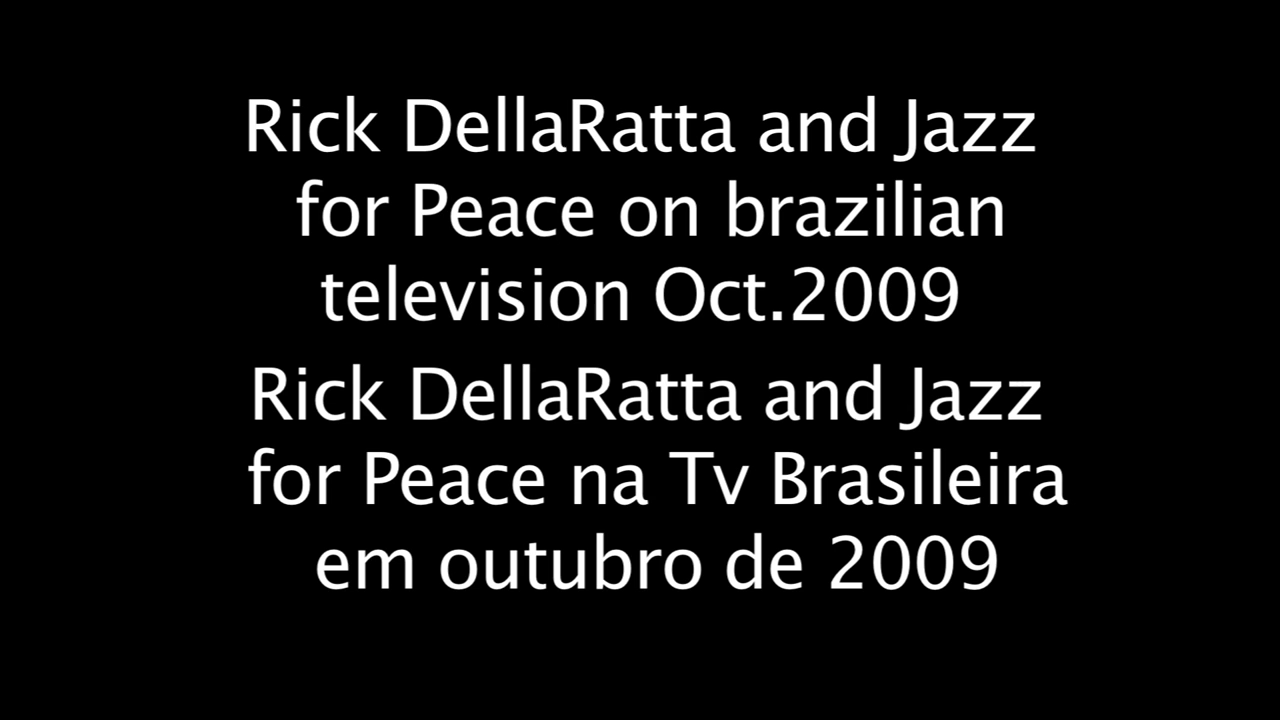 Rick DellaRatta and Jazz
for Peace on brazilian
television Oct.2009
Rick DellaRatta and Jazz
for Peace na Tv Brasileira
em outubro de 2009